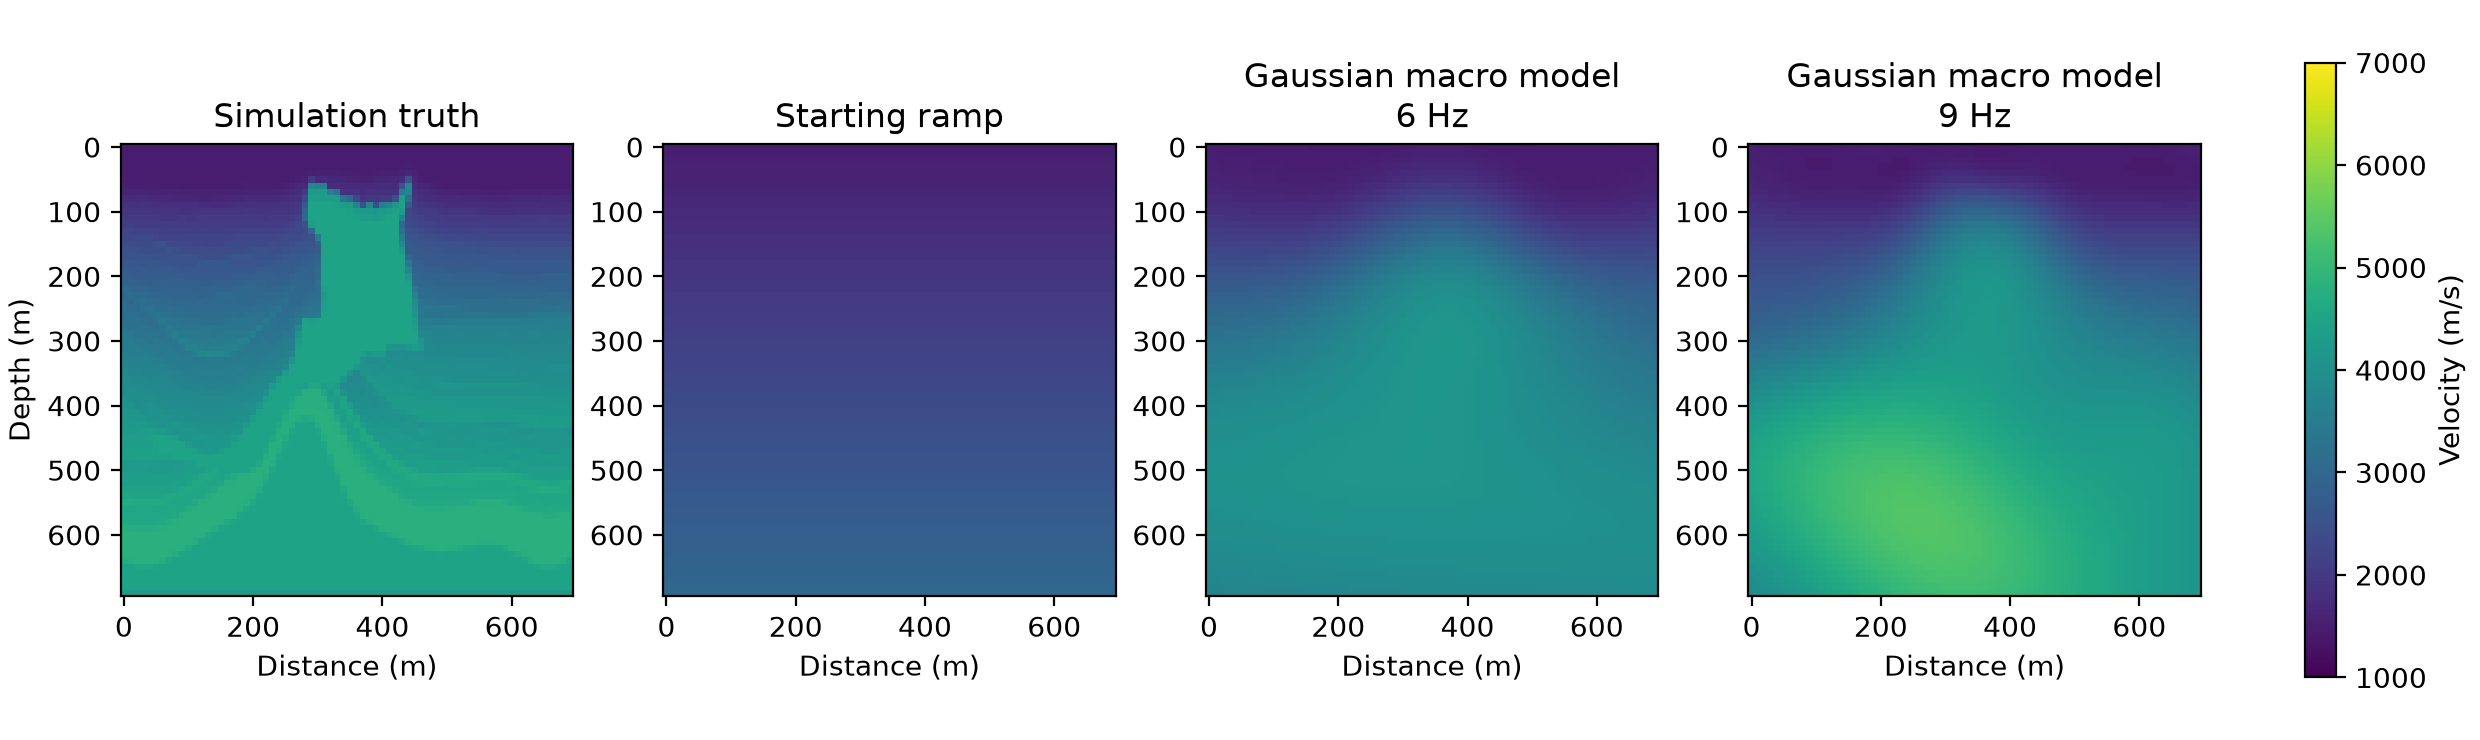 Simulation truth
Starting ramp
Gaussian macro model
6 Hz
Gaussian macro model
9 Hz
Depth (m)
0
100
200
300
400
500
600
0 200 400 600
Distance (m)
0
100
200
300
400
500
600
0 200 400 600
Distance (m)
0
100
200
300
400
500
600
0 200 400 600
Distance (m)
0
100
200
300
400
500
600
0 200 400 600
Distance (m)
7000
6000
5000
4000
3000
2000
1000
Velocity (m/s)